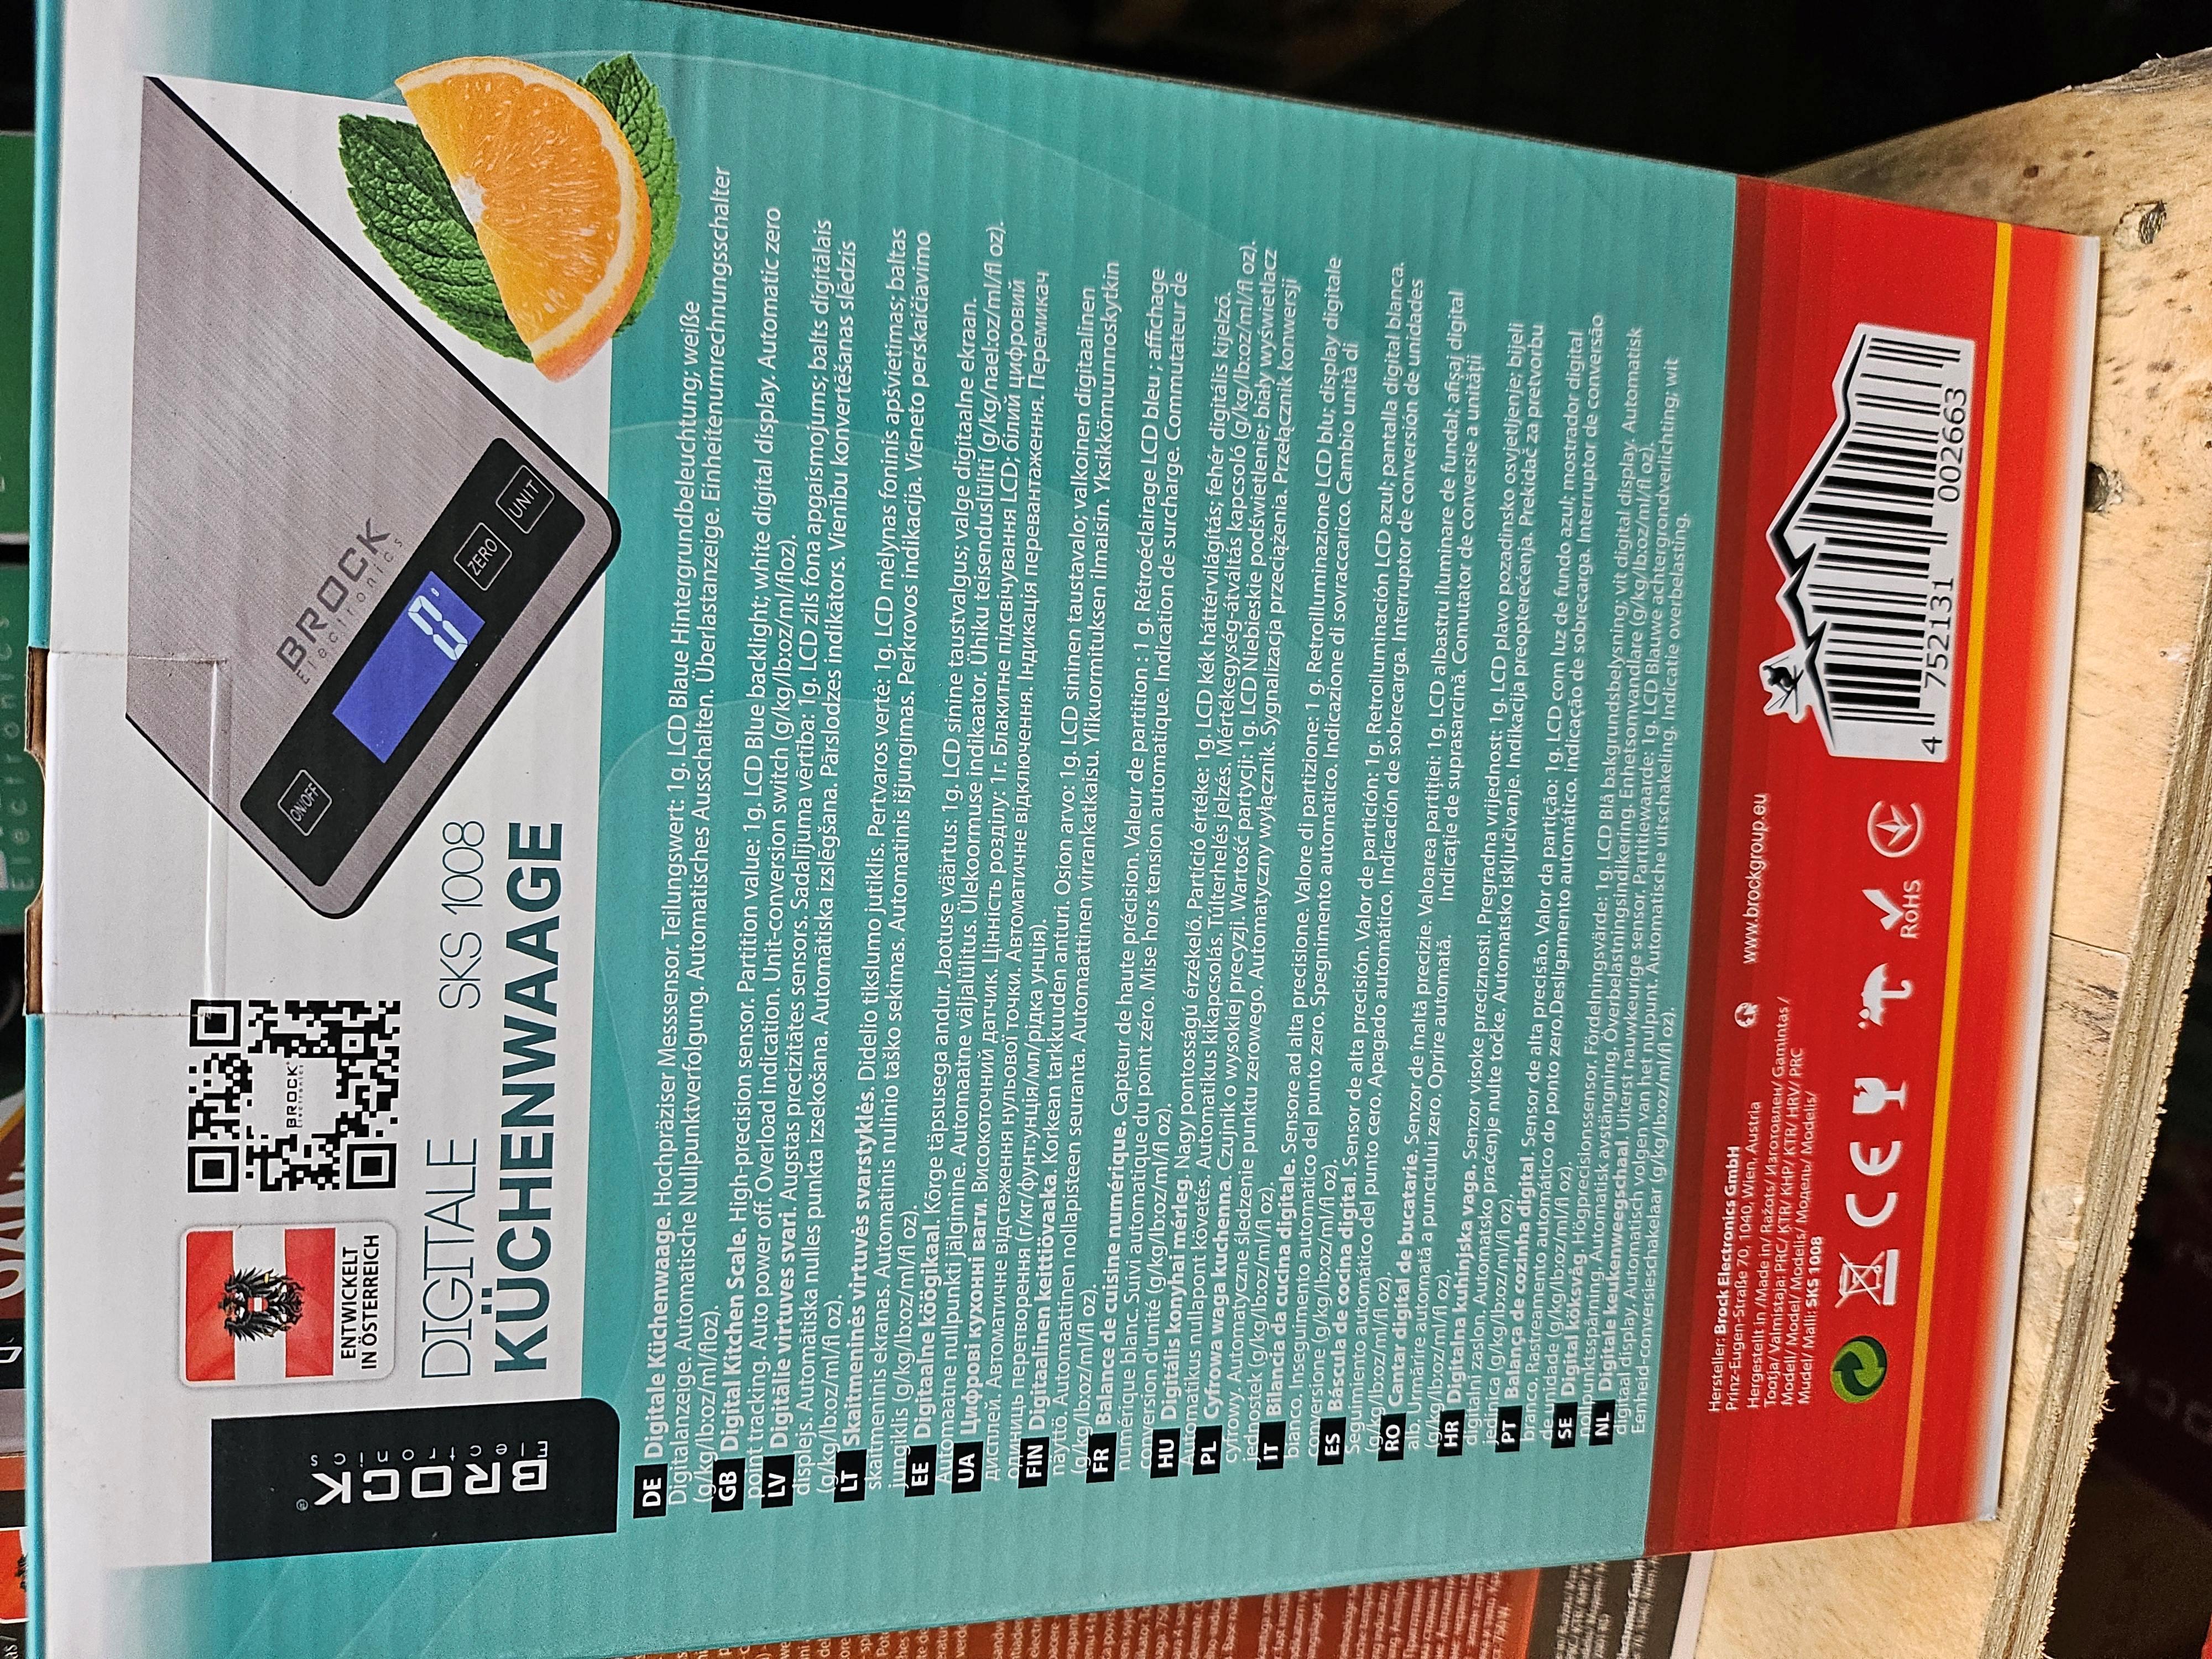 BROCK
Electronics
ENTWICKELT
IN ÖSTERREICH
BROCK
Electronics
DIGITALE SKS 1008
KÜCHENWAAGE
BROCK
Electronics
ON/OFF
0
ZERO
UNIT
DE Digitale Küchenwaage. Hochpräziser Messsensor. Teilungswert: 1g. LCD Blaue Hintergrundbeleuchtung; weiße
Digitalanzeige. Automatische Nullpunktverfolgung. Automatisches Ausschalten. Überlastanzeige. Einheitenumrechnungsschalter
(g/kg/lb:oz/ml/floz).
GB Digital Kitchen Scale. High-precision sensor. Partition value: 1g. LCD Blue backlight; white digital display. Automatic zero
point tracking. Auto power off. Overload indication. Unit-conversion switch (g/kg/lb:oz/ml/floz).
LV Digitālie virtuves svari. Augstas precizitātes sensors. Sadalījuma vērtība: 1g. LCD zils fona apgaismojums; balts digitālais
displejs. Automātiska nulles punkta izsekošana. Automātiska izslēgšana. Pārslodzes indikātors. Vienību konvertēšanas slēdzis
(g/kg/lb:oz/ml/fl oz).
LT Skaitmeninės virtuvės svarstyklės. Didelio tikslumo jutiklis. Pertvaros vertė: 1g. LCD mėlynas foninis apšvietimas; baltas
skaitmeninis ekranas. Automatinis nulinio taško sekimas. Automatinis išjungimas. Perkrovos indikacija. Vieneto perskaičiavimo
jungiklis (g/kg/lb:oz/ml/fl oz).
EE Digitaalne köögikaal. Kõrge täpsusega andur. Jaotuse väärtus: 1g. LCD sinine taustvalgus; valge digitaalne ekraan.
Automaatne nullpunkti jälgimine. Automaatne väljalülitus. Ülekoormuse indikaator. Ühiku teisenduslüliti (g/kg/naeloz/ml/fl oz).
UA Цифрові кухонні ваги. Високоточний датчик. Цінність розділу: 1г. Блакитне підсвічування LCD; білий цифровий
дисплей. Автоматичне відстеження нульової точки. Автоматичне відключення. Індикація перевантаження. Перемикач
одиниць перетворення (г/кг/фунтунція/мл/рідка унція).
FIN Digitaalinen keittiövaaka. Korkean tarkkuuden anturi. Osion arvo: 1g. LCD sininen taustavalo; valkoinen digitaalinen
näyttö. Automaattinen nollapisteen seuranta. Automaattinen virrankatkaisu. Ylikuormituksen ilmaisin. Yksikkömuunnoskytkin
(g/kg/lb:oz/ml/fl oz).
FR Balance de cuisine numérique. Capteur de haute précision. Valeur de partition : 1 g. Rétroéclairage LCD bleu ; affichage
numérique blanc. Suivi automatique du point zéro. Mise hors tension automatique. Indication de surcharge. Commutateur de
conversion d'unité (g/kg/lb:oz/ml/fl oz).
HU Digitális konyhai mérleg. Nagy pontosságú érzékelő. Partíció értéke: 1g. LCD kék háttérvilágítás; fehér digitális kijelző.
Automatikus nullapont követés. Automatikus kikapcsolás. Túlterhelés jelzés. Mértékegység-átváltás kapcsoló (g/kg/lb:oz/ml/fl oz).
PL Cyfrowa waga kuchenna. Czujnik o wysokiej precyzji. Wartość partycji: 1g. LCD Niebieskie podświetlenie; biały wyświetlacz
cyfrowy. Automatyczne śledzenie punktu zerowego. Automatyczny wyłącznik. Sygnalizacja przeciążenia. Przełącznik konwersji
jednostek (g/kg/lb:oz/ml/fl oz).
IT Bilancia da cucina digitale. Sensore ad alta precisione. Valore di partizione: 1 g. Retroilluminazione LCD blu; display digitale
bianco. Inseguimento automatico del punto zero. Spegnimento automatico. Indicazione di sovraccarico. Cambio unità di
conversione (g/kg/lb:oz/ml/fl oz).
ES Báscula de cocina digital. Sensor de alta precisión. Valor de partición: 1g. Retroiluminación LCD azul; pantalla digital blanca.
Seguimiento automático del punto cero. Apagado automático. Indicación de sobrecarga. Interruptor de conversión de unidades
(g/kg/lb:oz/ml/fl oz).
RO Cantar digital de bucatarie. Senzor de înaltă precizie. Valoarea partiției: 1g. LCD albastru iluminare de fundal; afișaj digital
alb. Umărire automată a punctului zero. Oprire automată. Indicație de suprasarcină. Comutator de conversie a unității
(g/kg/lb:oz/ml/fl oz).
HR Digitalna kuhinjska vaga. Senzor visoke preciznosti. Pregradna vrijednost: 1g. LCD plavo pozadinsko osvjetljenje; bijeli
digitalni zaslon. Automatsko praćenje nulte točke. Automatsko isključivanje. Indikacija preopterećenja. Prekidač za pretvorbu
jedinica (g/kg/lb:oz/ml/fl oz).
PT Balança de cozinha digital. Sensor de alta precisão. Valor da partição: 1g. LCD com luz de fundo azul; mostrador digital
branco. Rastreamento automático do ponto zero.Desligamento automático. indicação de sobrecarga. Interruptor de conversão
de unidade (g/kg/lb:oz/ml/fl oz).
SE Digital köksvåg. Högprecisionssensor. Fördelningsvärde: 1g. LCD Blå bakgrundsbelysning; vit digital display. Automatisk
nollpunktsspårning. Automatisk avstängning. Överbelastningsindikering. Enhetsomvandlare (g/kg/lb:oz/ml/fl oz).
NL Digitale keukenweegschaal. Uiterst nauwkeurige sensor. Partitiewaarde: 1g. LCD Blauwe achtergrondverlichting; wit
digitaal display. Automatisch volgen van het nulpunt. Automatische uitschakeling. Indicatie overbelasting.
Eenheid-conversieschakelaar (g/kg/lb:oz/ml/fl oz).
Hersteller: Brock Electronics GmbH
Prinz-Eugen-Straße 70, 1040, Wien, Austria
Hergestellt in /Made in/ Ražots/ Изготовлен/ Gamintas /
Tootja/ Valmistaja: PRC/ KTR/ KHP/ KTR/ HRV/ PRC
Modell/ Model/ Modelis/ Модель/ Modelis/
Mudel/ Malli: SKS 1008
www.brockgroup.eu
CE
RoHS
4 752131 002663